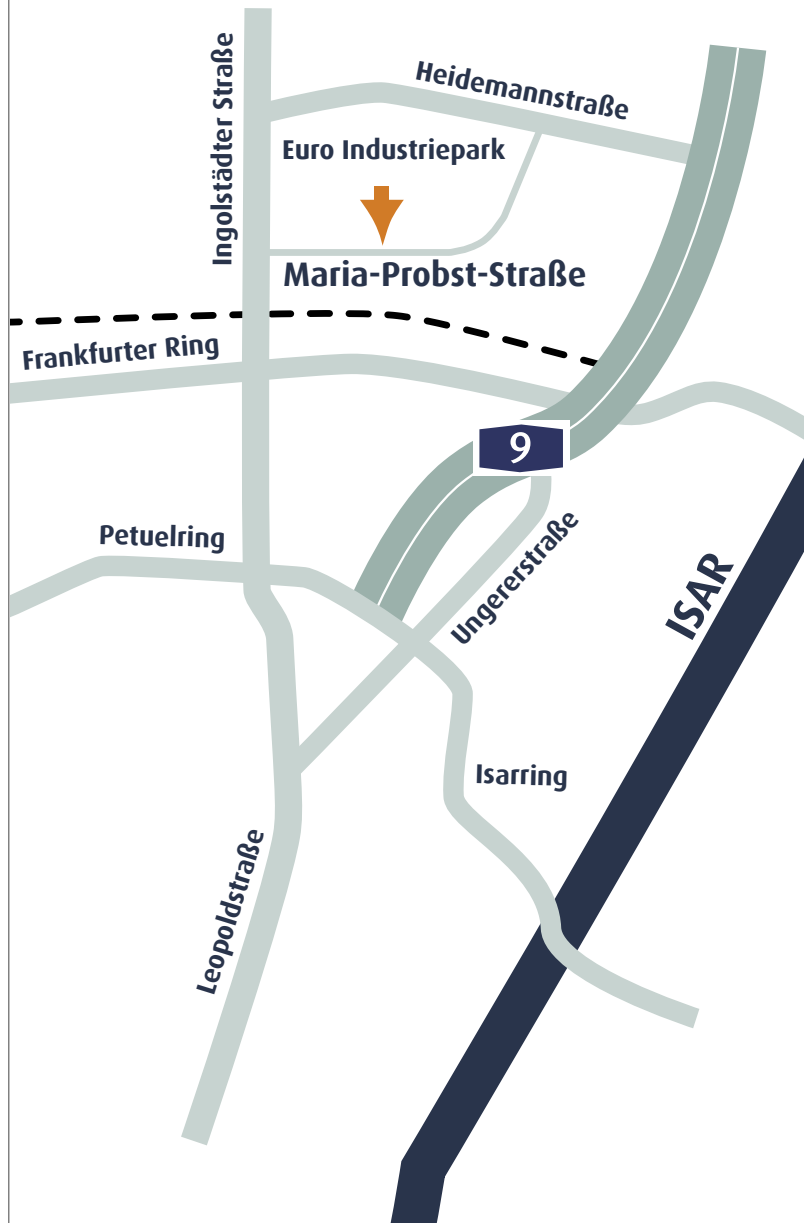 Ingolstädter Straße
Heidemannstraße
Euro Industriepark
Maria-Probst-Straße
Frankfurter Ring
9
Petuelring
Ungererstraße
ISAR
Isarring
Leopoldstraße